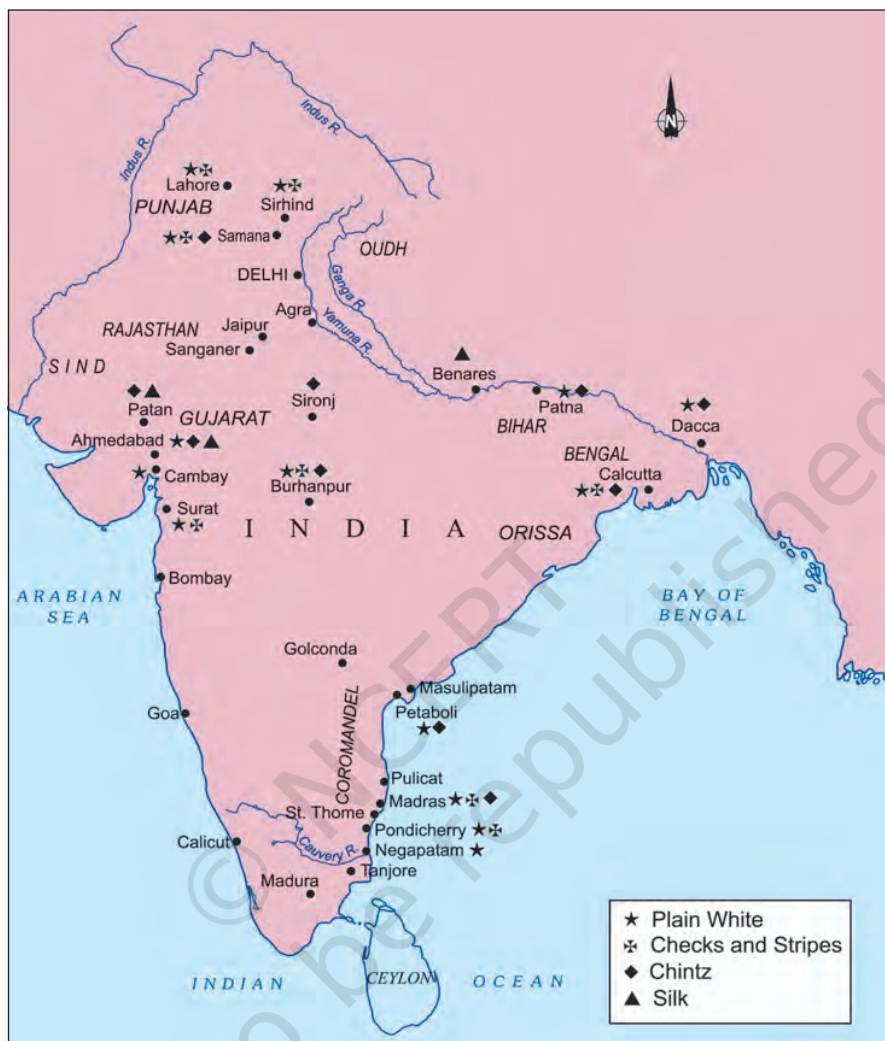 Indus R.
Indus R.
Lahore
PUNJAB
Sirhind
Samana
OUDH
DELHI
Ganga R.
Yamuna R.
Agra
RAJASTHAN
Jaipur
Sanganer
SIND
Benares
Patan
GUJARAT
Sironj
Patna
BIHAR
Dacca
Ahmedabad
BENGAL
Cambay
Burhanpur
Calcutta
Surat
INDIA
ORISSA
Bombay
ARABIAN
SEA
BAY OF
BENGAL
Golconda
Masulipatam
Petaboli
Goa
COROMANDEL
Pulicat
Madras
St. Thome
Pondicherry
Calicut
Cauvery R.
Negapatam
Tanjore
Madura
CEYLON
INDIAN
OCEAN
Plain White
Checks and Stripes
Chintz
Silk
N
© NCERT
o be republished